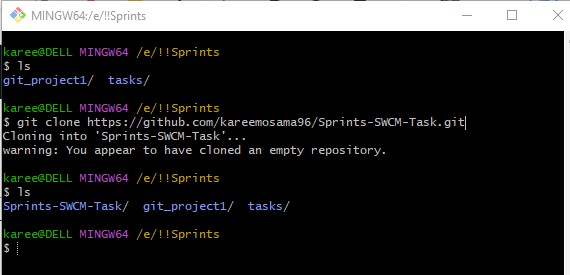 MINGW64:/e/!!Sprints
karee@DELL MINGW64 /e/!!Sprints
$ ls
git_project1/  tasks/
karee@DELL MINGW64 /e/!!Sprints
$ git clone https://github.com/kareemosama96/Sprints-SWCM-Task.git
Cloning into 'Sprints-SWCM-Task'...
warning: You appear to have cloned an empty repository.
karee@DELL MINGW64 /e/!!Sprints
$ ls
Sprints-SWCM-Task/  git_project1/  tasks/
karee@DELL MINGW64 /e/!!Sprints
$